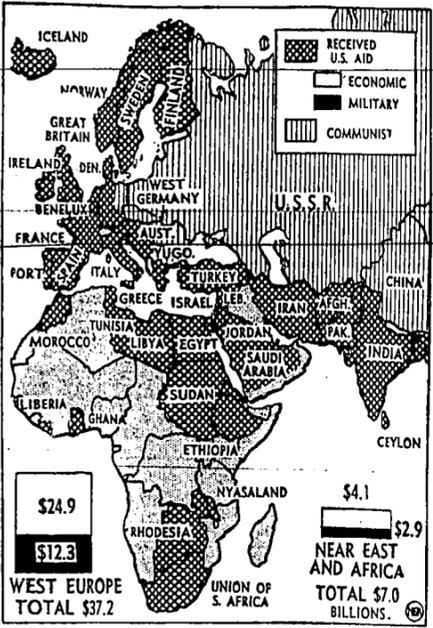 ICELAND
RECEIVED
U.S. AID
ECONOMIC
MILITARY
COMMUNIST
NORWAY
SWEDEN
FINLAND
GREAT
BRITAIN
IRELAND
DEN.
WEST
GERMANY
BENELUX
U.S.S.R.
FRANCE
AUST.
YUGO.
PORT.
SPAIN
ITALY
TURKEY
CHINA
GREECE
ISRAEL
LEB.
IRAN
AFGH.
TUNISIA
MOROCCO
LIBYA
EGYPT
JORDAN
PAK.
SAUDI
ARABIA
INDIA
SUDAN
LIBERIA
GHANA
CEYLON
ETHIOPIA
NYASALAND
RHODESIA
UNION OF
S. AFRICA
$24.9
$12.3
WEST EUROPE
TOTAL $37.2
$4.1
$2.9
NEAR EAST
AND AFRICA
TOTAL $7.0
BILLIONS.